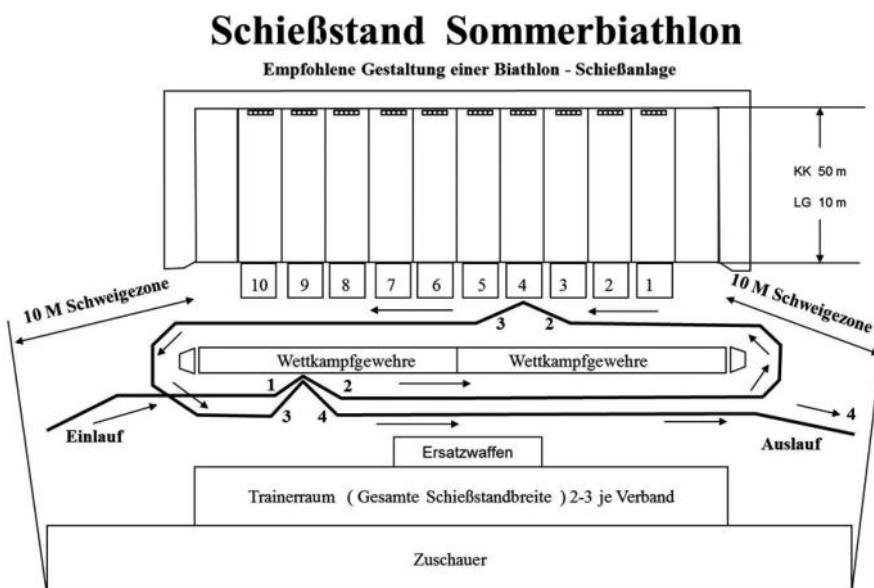 Schießstand Sommerbiathlon
Empfohlene Gestaltung einer Biathlon - Schießanlage
KK 50 m
LG 10 m
10 9 8 7 6 5 4 3 2 1
10 M Schweigezone
10 M Schweigezone
3 2
Wettkampfgewehre Wettkampfgewehre
1 2
3 4
4
Einlauf
Auslauf
Ersatzwaffen
Trainerraum ( Gesamte Schießstandbreite ) 2-3 je Verband
Zuschauer